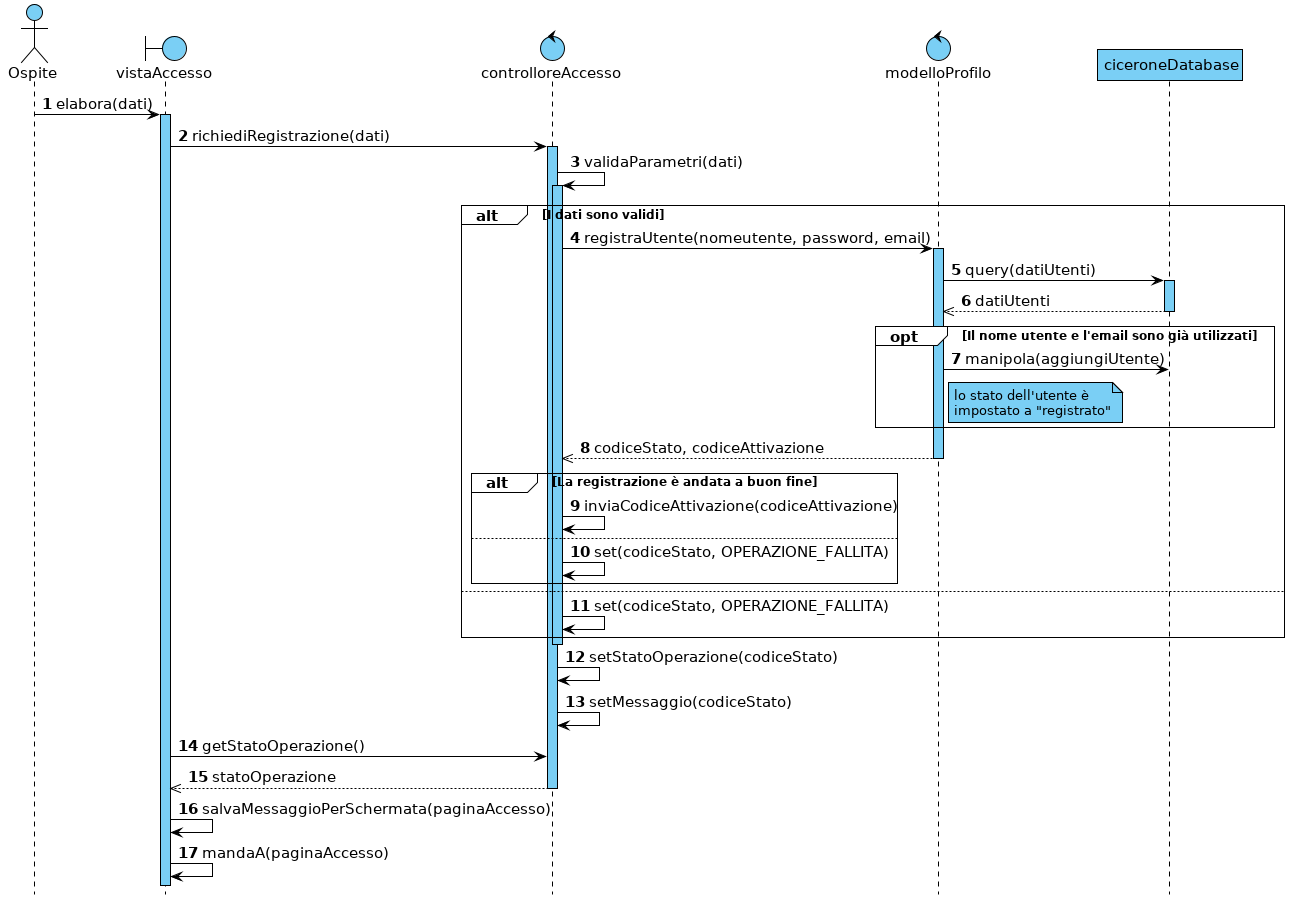 Ospite
vistaAccesso
controlloreAccesso
modelloProfilo
ciceroneDatabase
1 elabora(dati)
2 richiediRegistrazione(dati)
3 validaParametri(dati)
alt [I dati sono validi]
4 registraUtente(nomeutente, password, email)
5 query(datiUtenti)
6 datiUtenti
opt [Il nome utente e l'email sono già utilizzati]
7 manipola(aggiungiUtente)
lo stato dell'utente è
impostato a "registrato"
8 codiceStato, codiceAttivazione
alt [La registrazione è andata a buon fine]
9 inviaCodiceAttivazione(codiceAttivazione)
10 set(codiceStato, OPERAZIONE_FALLITA)
11 set(codiceStato, OPERAZIONE_FALLITA)
12 setStatoOperazione(codiceStato)
13 setMessaggio(codiceStato)
14 getStatoOperazione()
15 statoOperazione
16 salvaMessaggioPerSchermata(paginaAccesso)
17 mandaA(paginaAccesso)